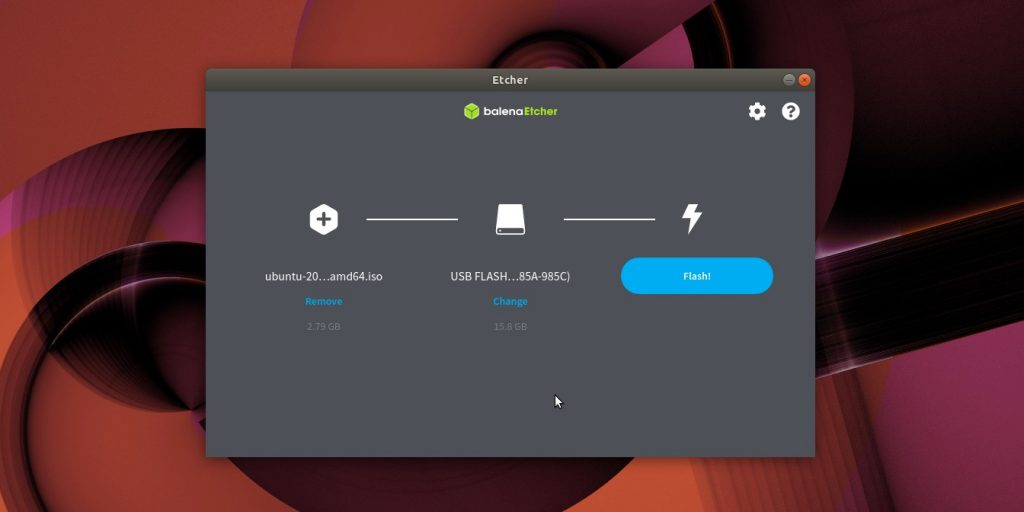 Etcher
balenaEtcher
ubuntu-20...amd64.iso
USB FLASH...85A-985C)
Flash!
Remove
Change
2.79 GB
15.8 GB